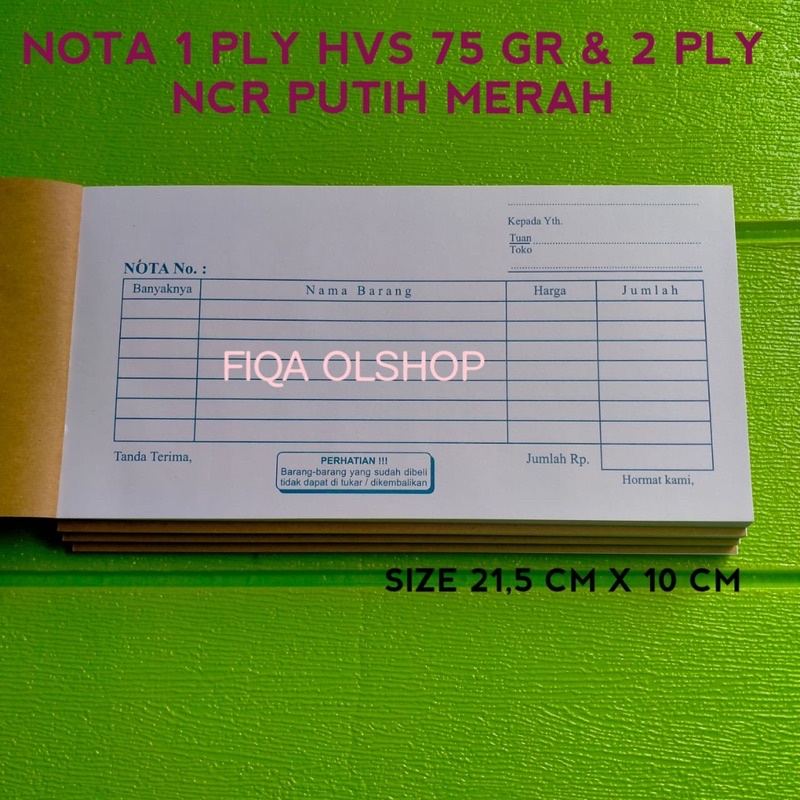 NOTA 1 PLY HVS 75 GR & 2 PLY
NCR PUTIH MERAH
Kepada Yth.
Tuan
Toko
NOTA No. :
Banyaknya Nama Barang Harga Jumlah
FIQA OLSHOP
Tanda Terima,
PERHATIAN !!!
Barang-barang yang sudah dibeli
tidak dapat di tukar / dikembalikan
Jumlah Rp.
Hormat kami,
SIZE 21,5 CM X 10 CM